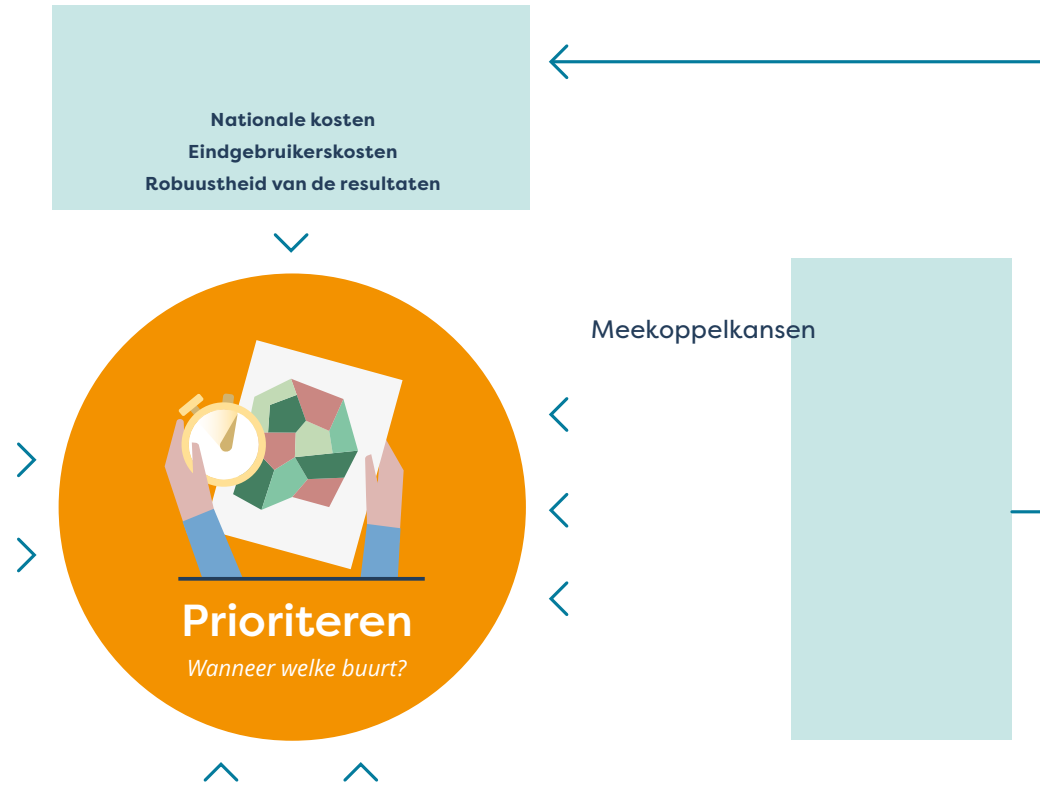 Nationale kosten
Eindgebruikerskosten
Robuustheid van de resultaten
Meekoppelkansen
Prioriteren
Wanneer welke buurt?